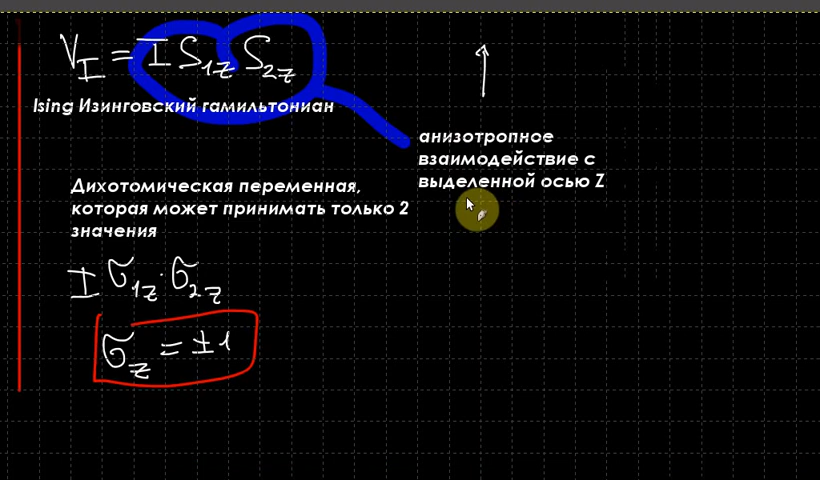 V_I = I S_1z S_2z
Ising Изинговский гамильтониан
анизотропное
взаимодействие с
выделенной осью Z
Дихотомическая переменная,
которая может принимать только 2
значения
I σ_1z · σ_2z
σ_z = ±1